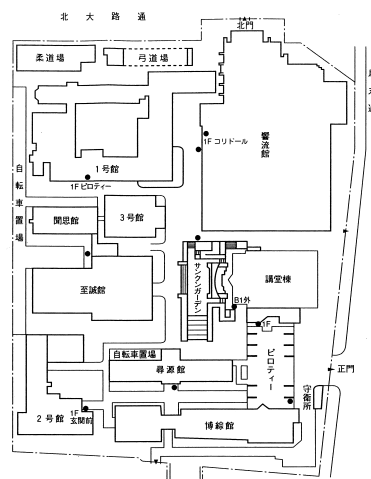 北大路通
北門
柔道場
弓道場
響流館
1F コリドール
1号館
1F ピロティー
自転車置場
聞思館
3号館
サンクンガーデン
講堂棟
至誠館
B1外
1F
ピロティー
正門
自転車置場
尋源館
守衛所
2号館
1F
玄関前
博綜館